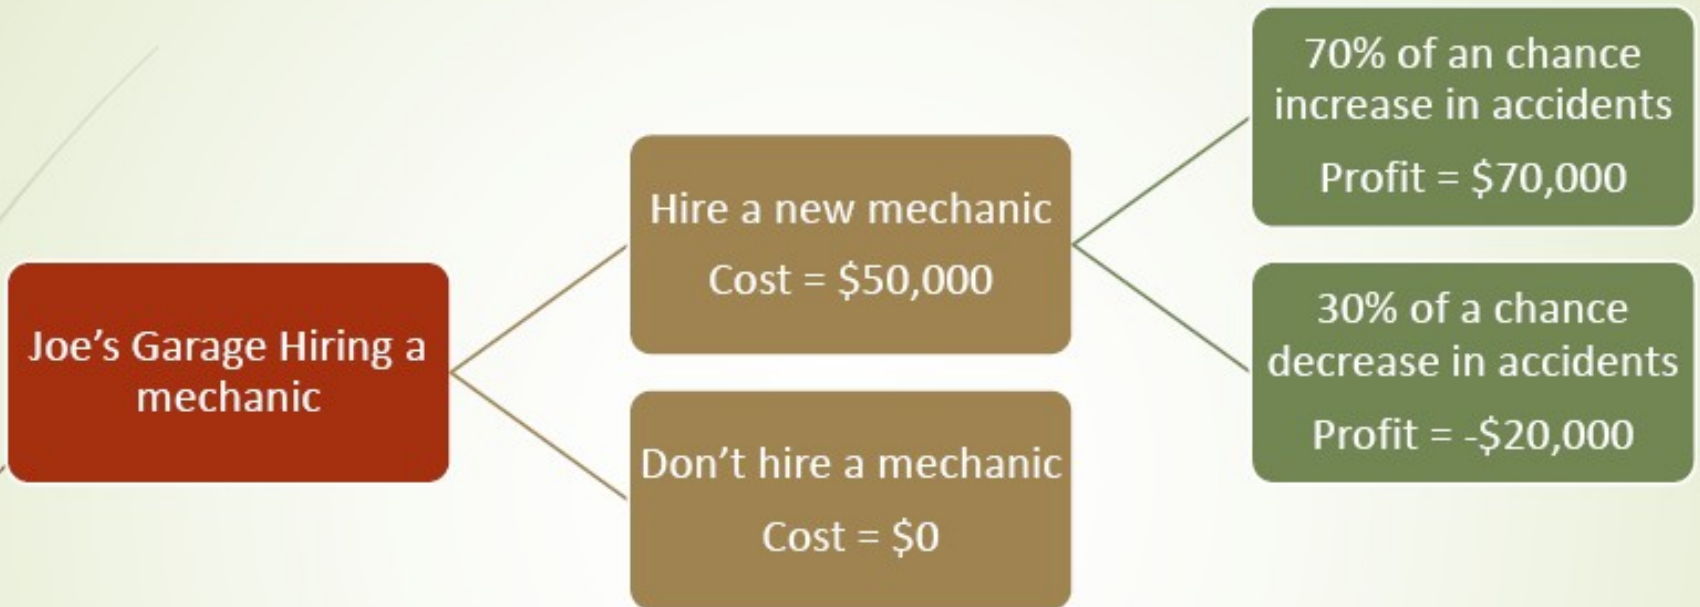 Joe’s Garage Hiring a
mechanic
Hire a new mechanic
Cost = $50,000
Don’t hire a mechanic
Cost = $0
70% of an chance
increase in accidents
Profit = $70,000
30% of a chance
decrease in accidents
Profit = -$20,000